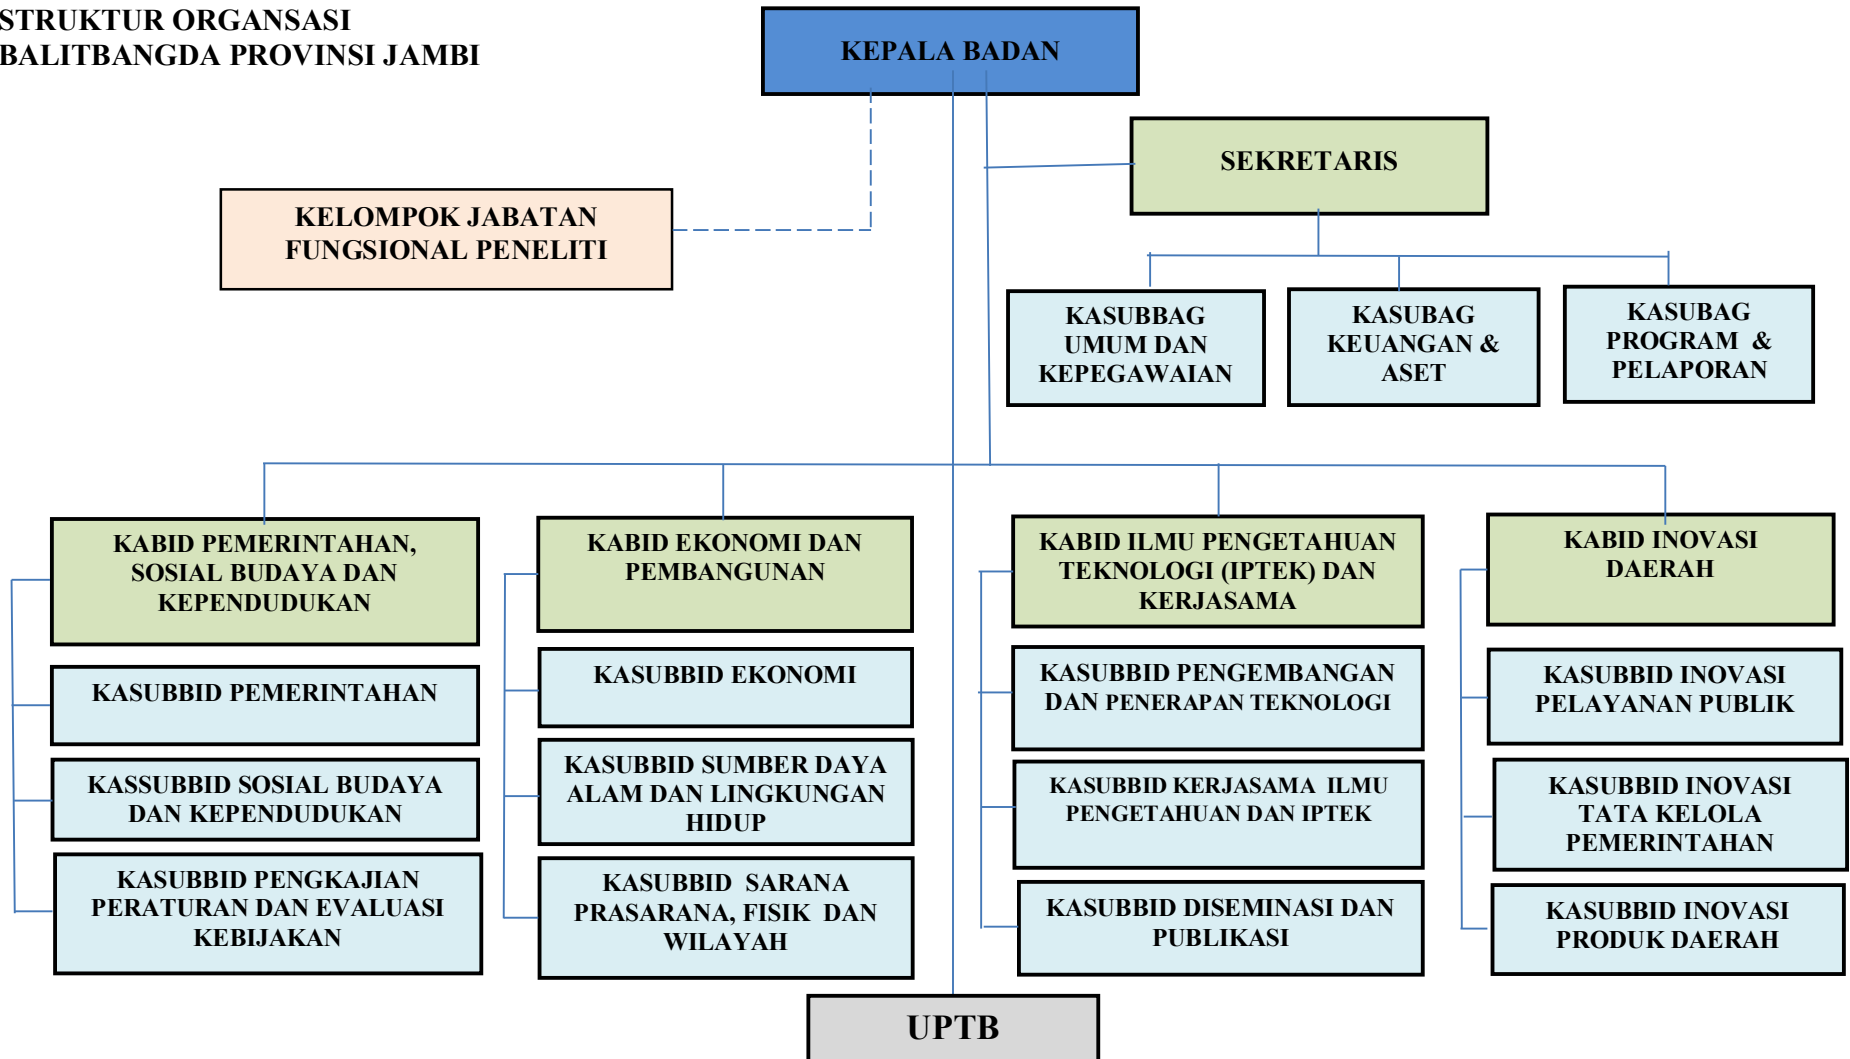 STRUKTUR ORGANSASI
BALITBANGDA PROVINSI JAMBI
KEPALA BADAN
SEKRETARIS
KELOMPOK JABATAN
FUNGSIONAL PENELITI
KASUBBAG
UMUM DAN
KEPEGAWAIAN
KASUBAG
KEUANGAN &
ASET
KASUBAG
PROGRAM &
PELAPORAN
KABID PEMERINTAHAN,
SOSIAL BUDAYA DAN
KEPENDUDUKAN
KASUBBID PEMERINTAHAN
KASSUBBID SOSIAL BUDAYA
DAN KEPENDUDUKAN
KASUBBID PENGKAJIAN
PERATURAN DAN EVALUASI
KEBIJAKAN
KABID EKONOMI DAN
PEMBANGUNAN
KASUBBID EKONOMI
KASUBBID SUMBER DAYA
ALAM DAN LINGKUNGAN
HIDUP
KASUBBID SARANA
PRASARANA, FISIK DAN
WILAYAH
KABID ILMU PENGETAHUAN
TEKNOLOGI (IPTEK) DAN
KERJASAMA
KASUBBID PENGEMBANGAN
DAN PENERAPAN TEKNOLOGI
KASUBBID KERJASAMA ILMU
PENGETAHUAN DAN IPTEK
KASUBBID DISEMINASI DAN
PUBLIKASI
KABID INOVASI
DAERAH
KASUBBID INOVASI
PELAYANAN PUBLIK
KASUBBID INOVASI
TATA KELOLA
PEMERINTAHAN
KASUBBID INOVASI
PRODUK DAERAH
UPTB